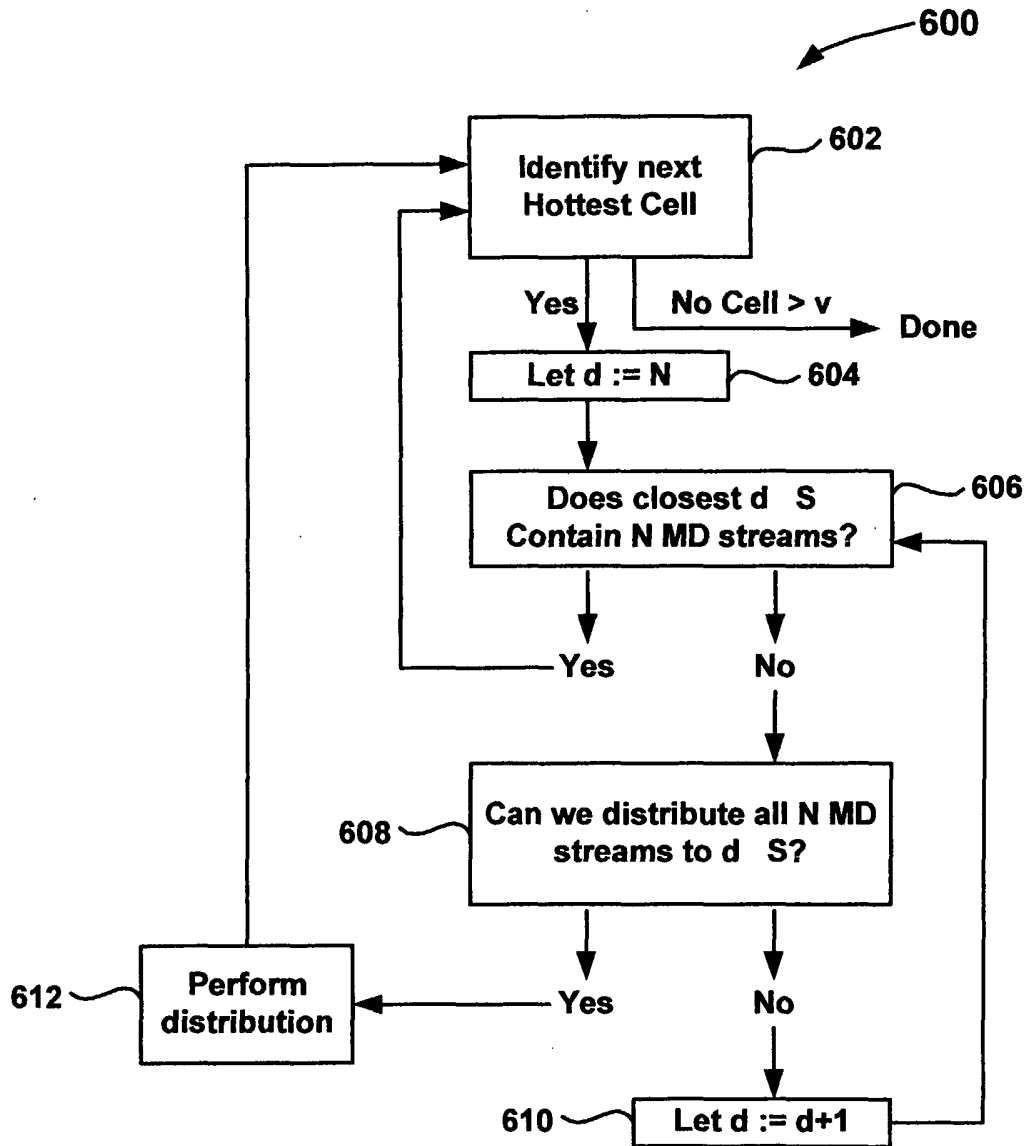 600
602
Identify next
Hottest Cell
Yes
No Cell > v
Done
Let d := N
604
Does closest d S
Contain N MD streams?
606
Yes
No
608
Can we distribute all N MD
streams to d S?
612
Perform
distribution
Yes
No
610
Let d := d+1